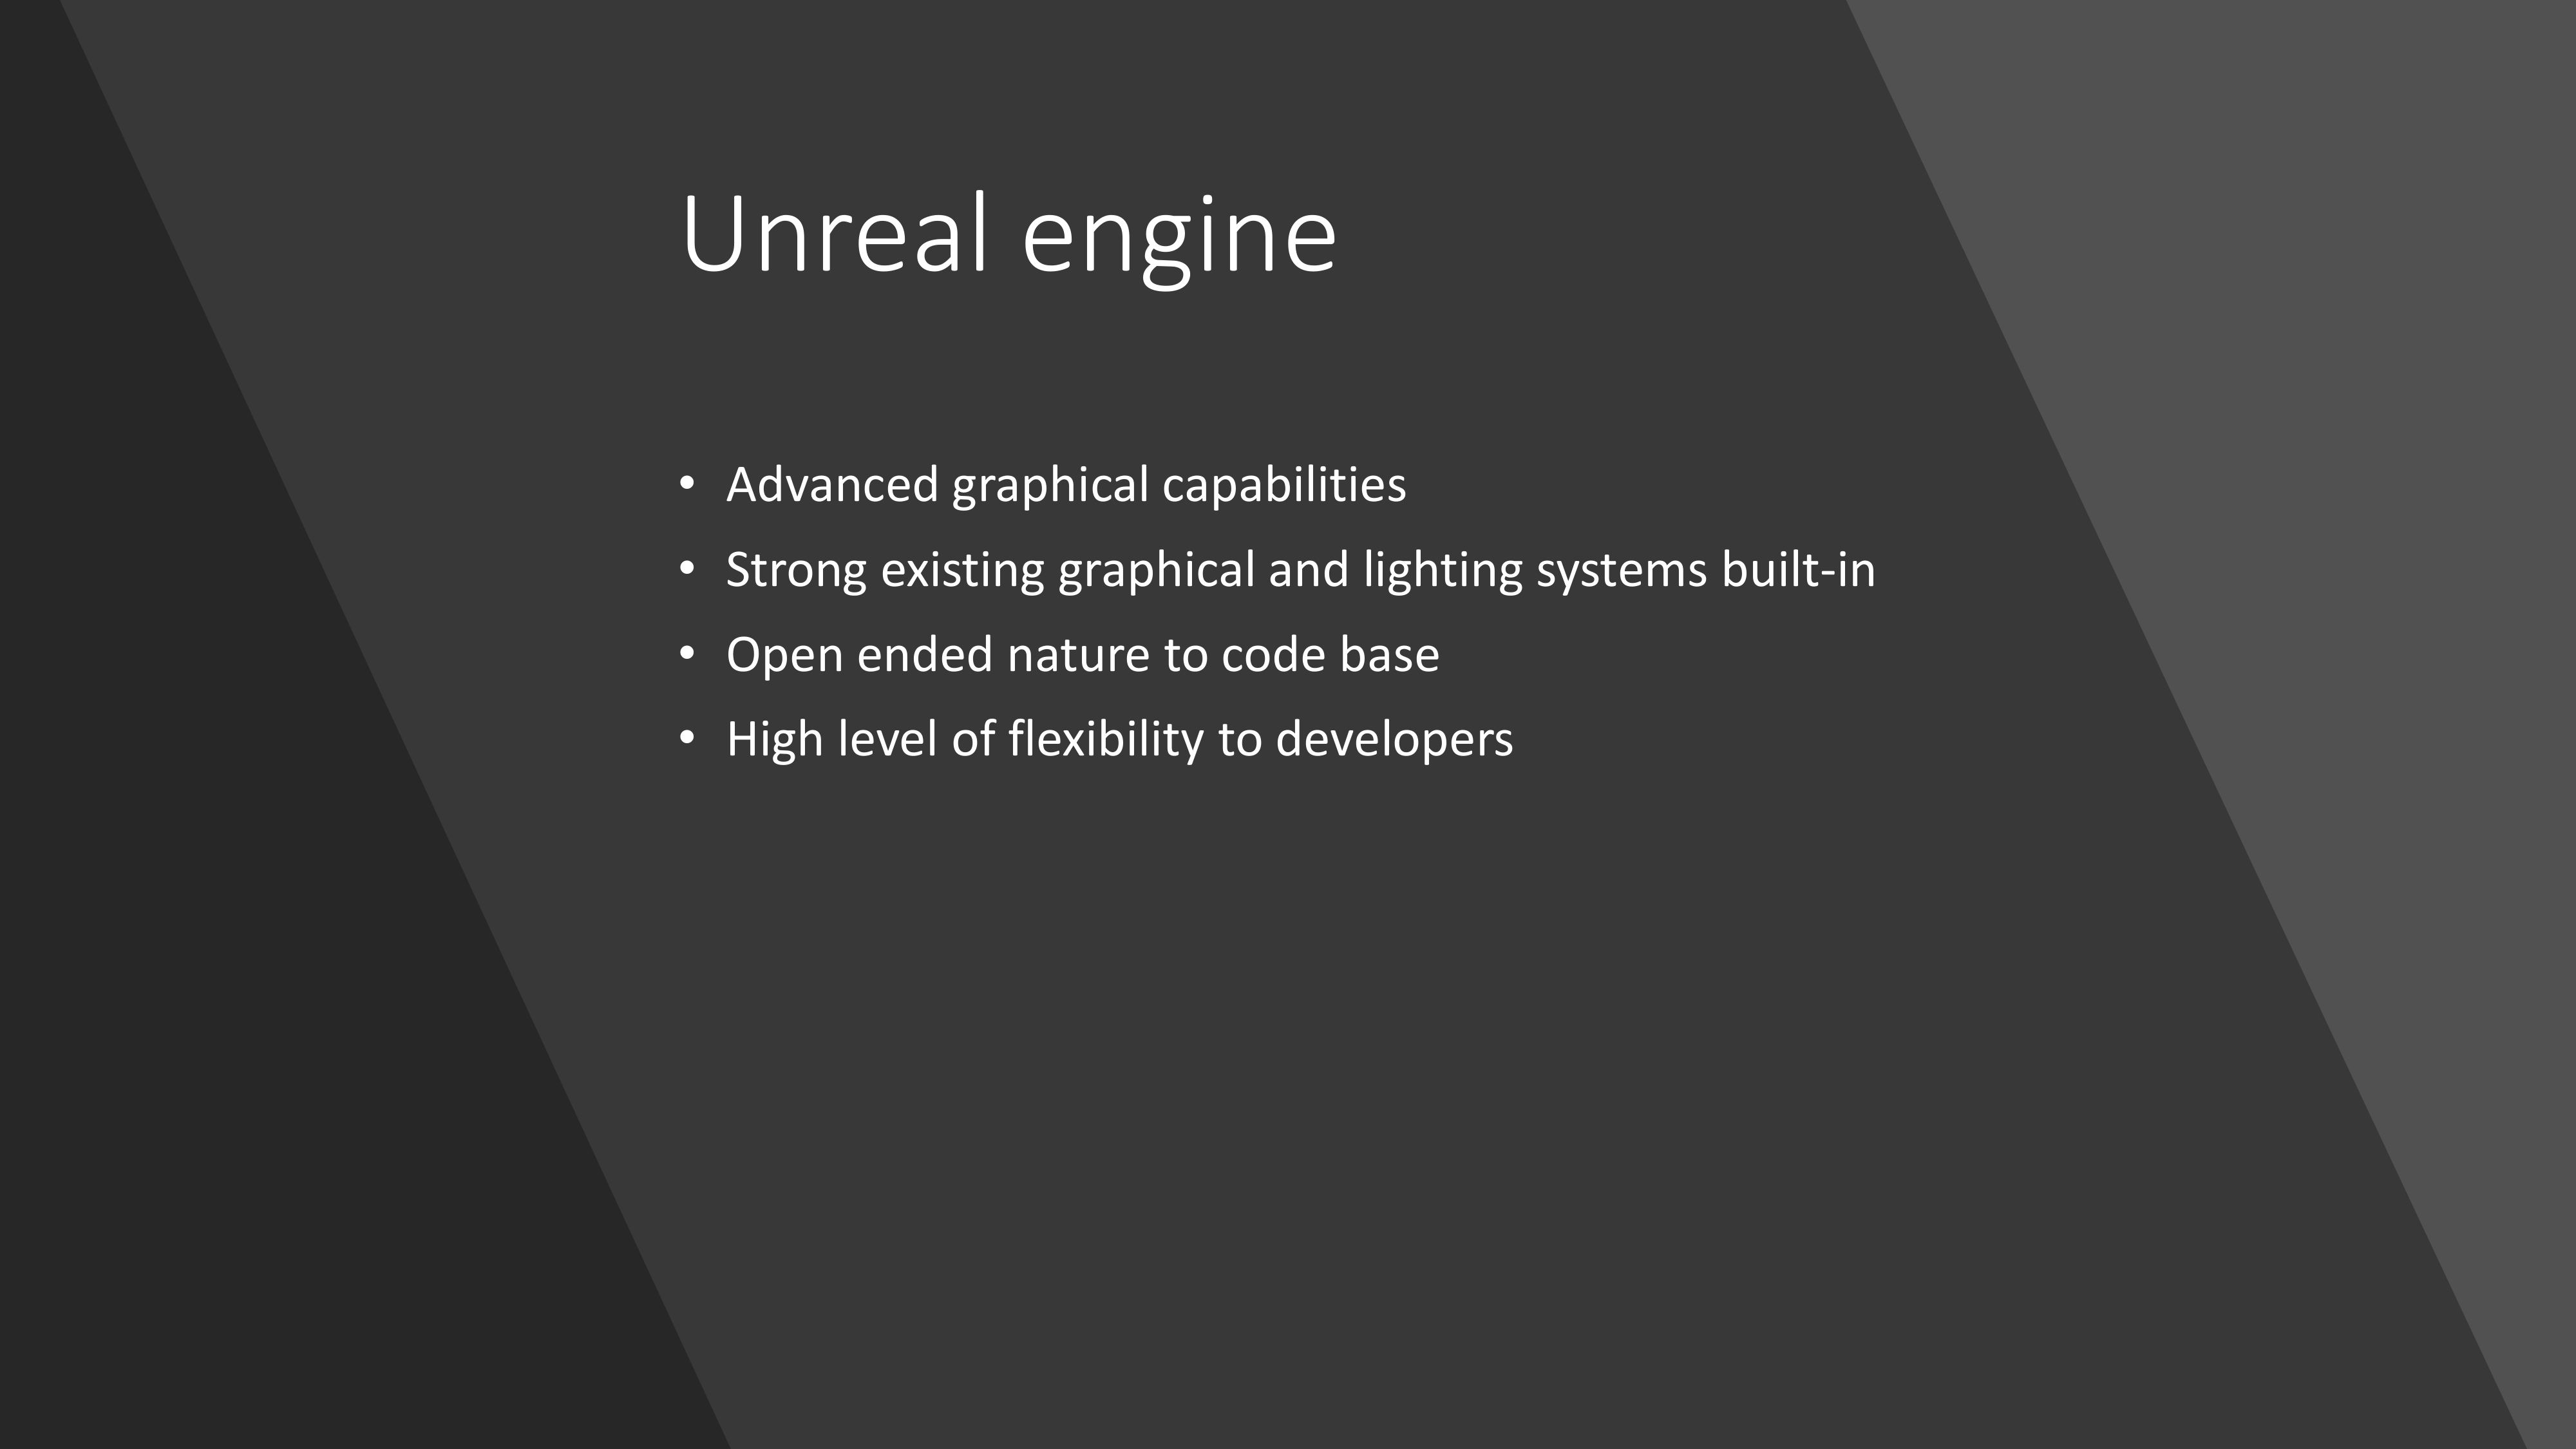 Unreal engine
• Advanced graphical capabilities
• Strong existing graphical and lighting systems built-in
• Open ended nature to code base
• High level of flexibility to developers